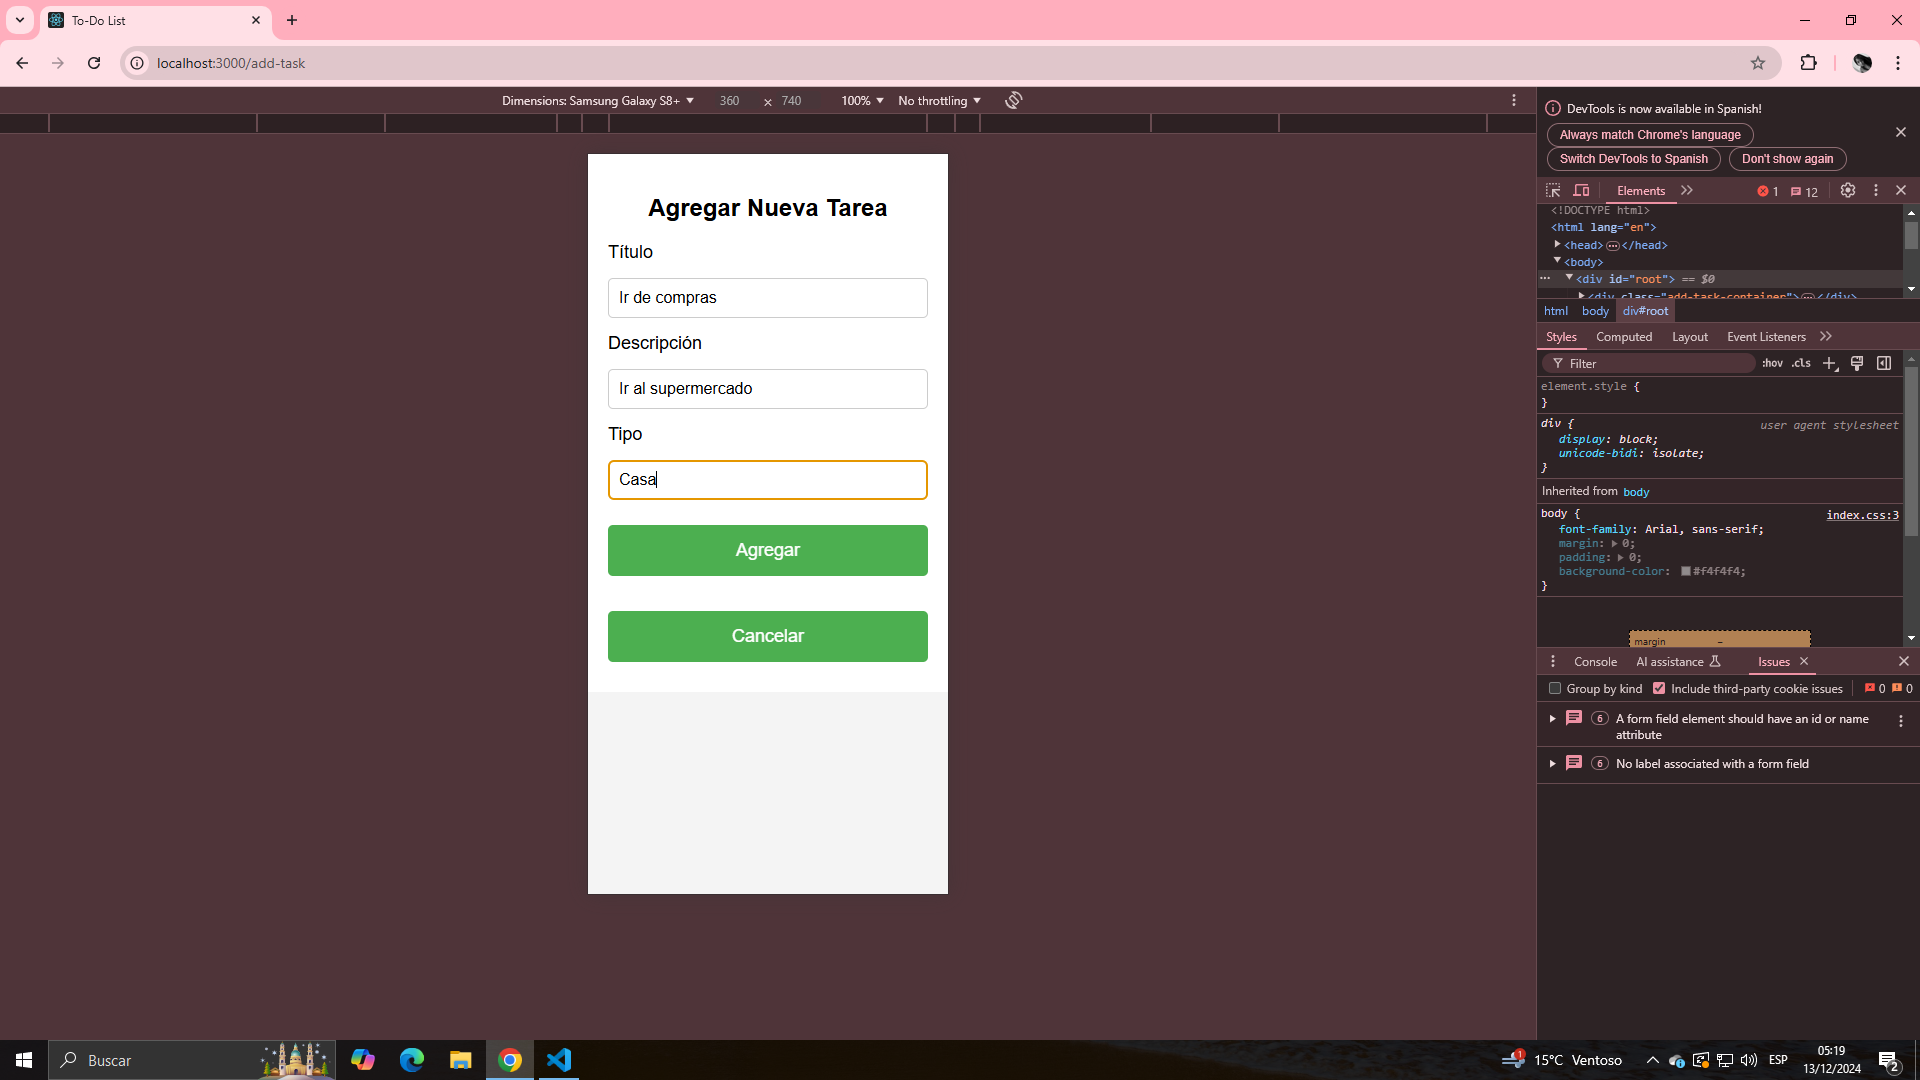 To-Do List
localhost:3000/add-task
Dimensions: Samsung Galaxy S8+ 360 × 740 100% No throttling
Agregar Nueva Tarea
Título
Ir de compras
Descripción
Ir al supermercado
Tipo
Casa
Agregar
Cancelar
DevTools is now available in Spanish!
Always match Chrome's language
Switch DevTools to Spanish Don't show again
Elements 1 12
<!DOCTYPE html>
<html lang="en">
<head> … </head>
<body>
… <div id="root"> == $0
<div class="add-task-container"> … </div>
html body div#root
Styles Computed Layout Event Listeners
Filter :hov .cls
element.style {
}
div { user agent stylesheet
display: block;
unicode-bidi: isolate;
}
Inherited from body
body { index.css:3
font-family: Arial, sans-serif;
margin: 0;
padding: 0;
background-color: #f4f4f4;
}
margin –
Console AI assistance Issues
Group by kind Include third-party cookie issues 0 0
6 A form field element should have an id or name
attribute
6 No label associated with a form field
Buscar
1 15°C Ventoso ESP 05:19
13/12/2024 2